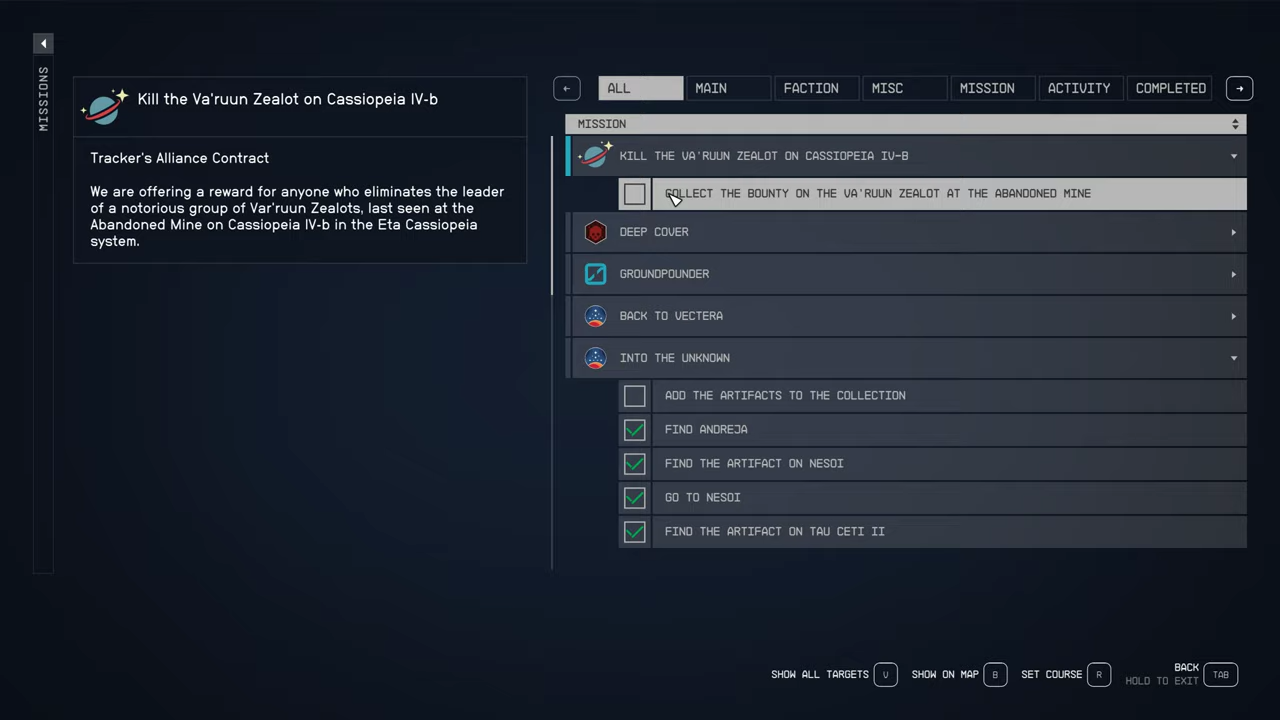 MISSIONS
Kill the Va'ruun Zealot on Cassiopeia IV-b
Tracker's Alliance Contract
We are offering a reward for anyone who eliminates the leader
of a notorious group of Var'ruun Zealots, last seen at the
Abandoned Mine on Cassiopeia IV-b in the Eta Cassiopeia
system.
ALL MAIN FACTION MISC MISSION ACTIVITY COMPLETED
MISSION
KILL THE VA'RUUN ZEALOT ON CASSIOPEIA IV-B
COLLECT THE BOUNTY ON THE VA'RUUN ZEALOT AT THE ABANDONED MINE
DEEP COVER
GROUNDPOUNDER
BACK TO VECTERA
INTO THE UNKNOWN
ADD THE ARTIFACTS TO THE COLLECTION
FIND ANDREJA
FIND THE ARTIFACT ON NESOI
GO TO NESOI
FIND THE ARTIFACT ON TAU CETI II
SHOW ALL TARGETS V SHOW ON MAP B SET COURSE R BACK TAB
HOLD TO EXIT